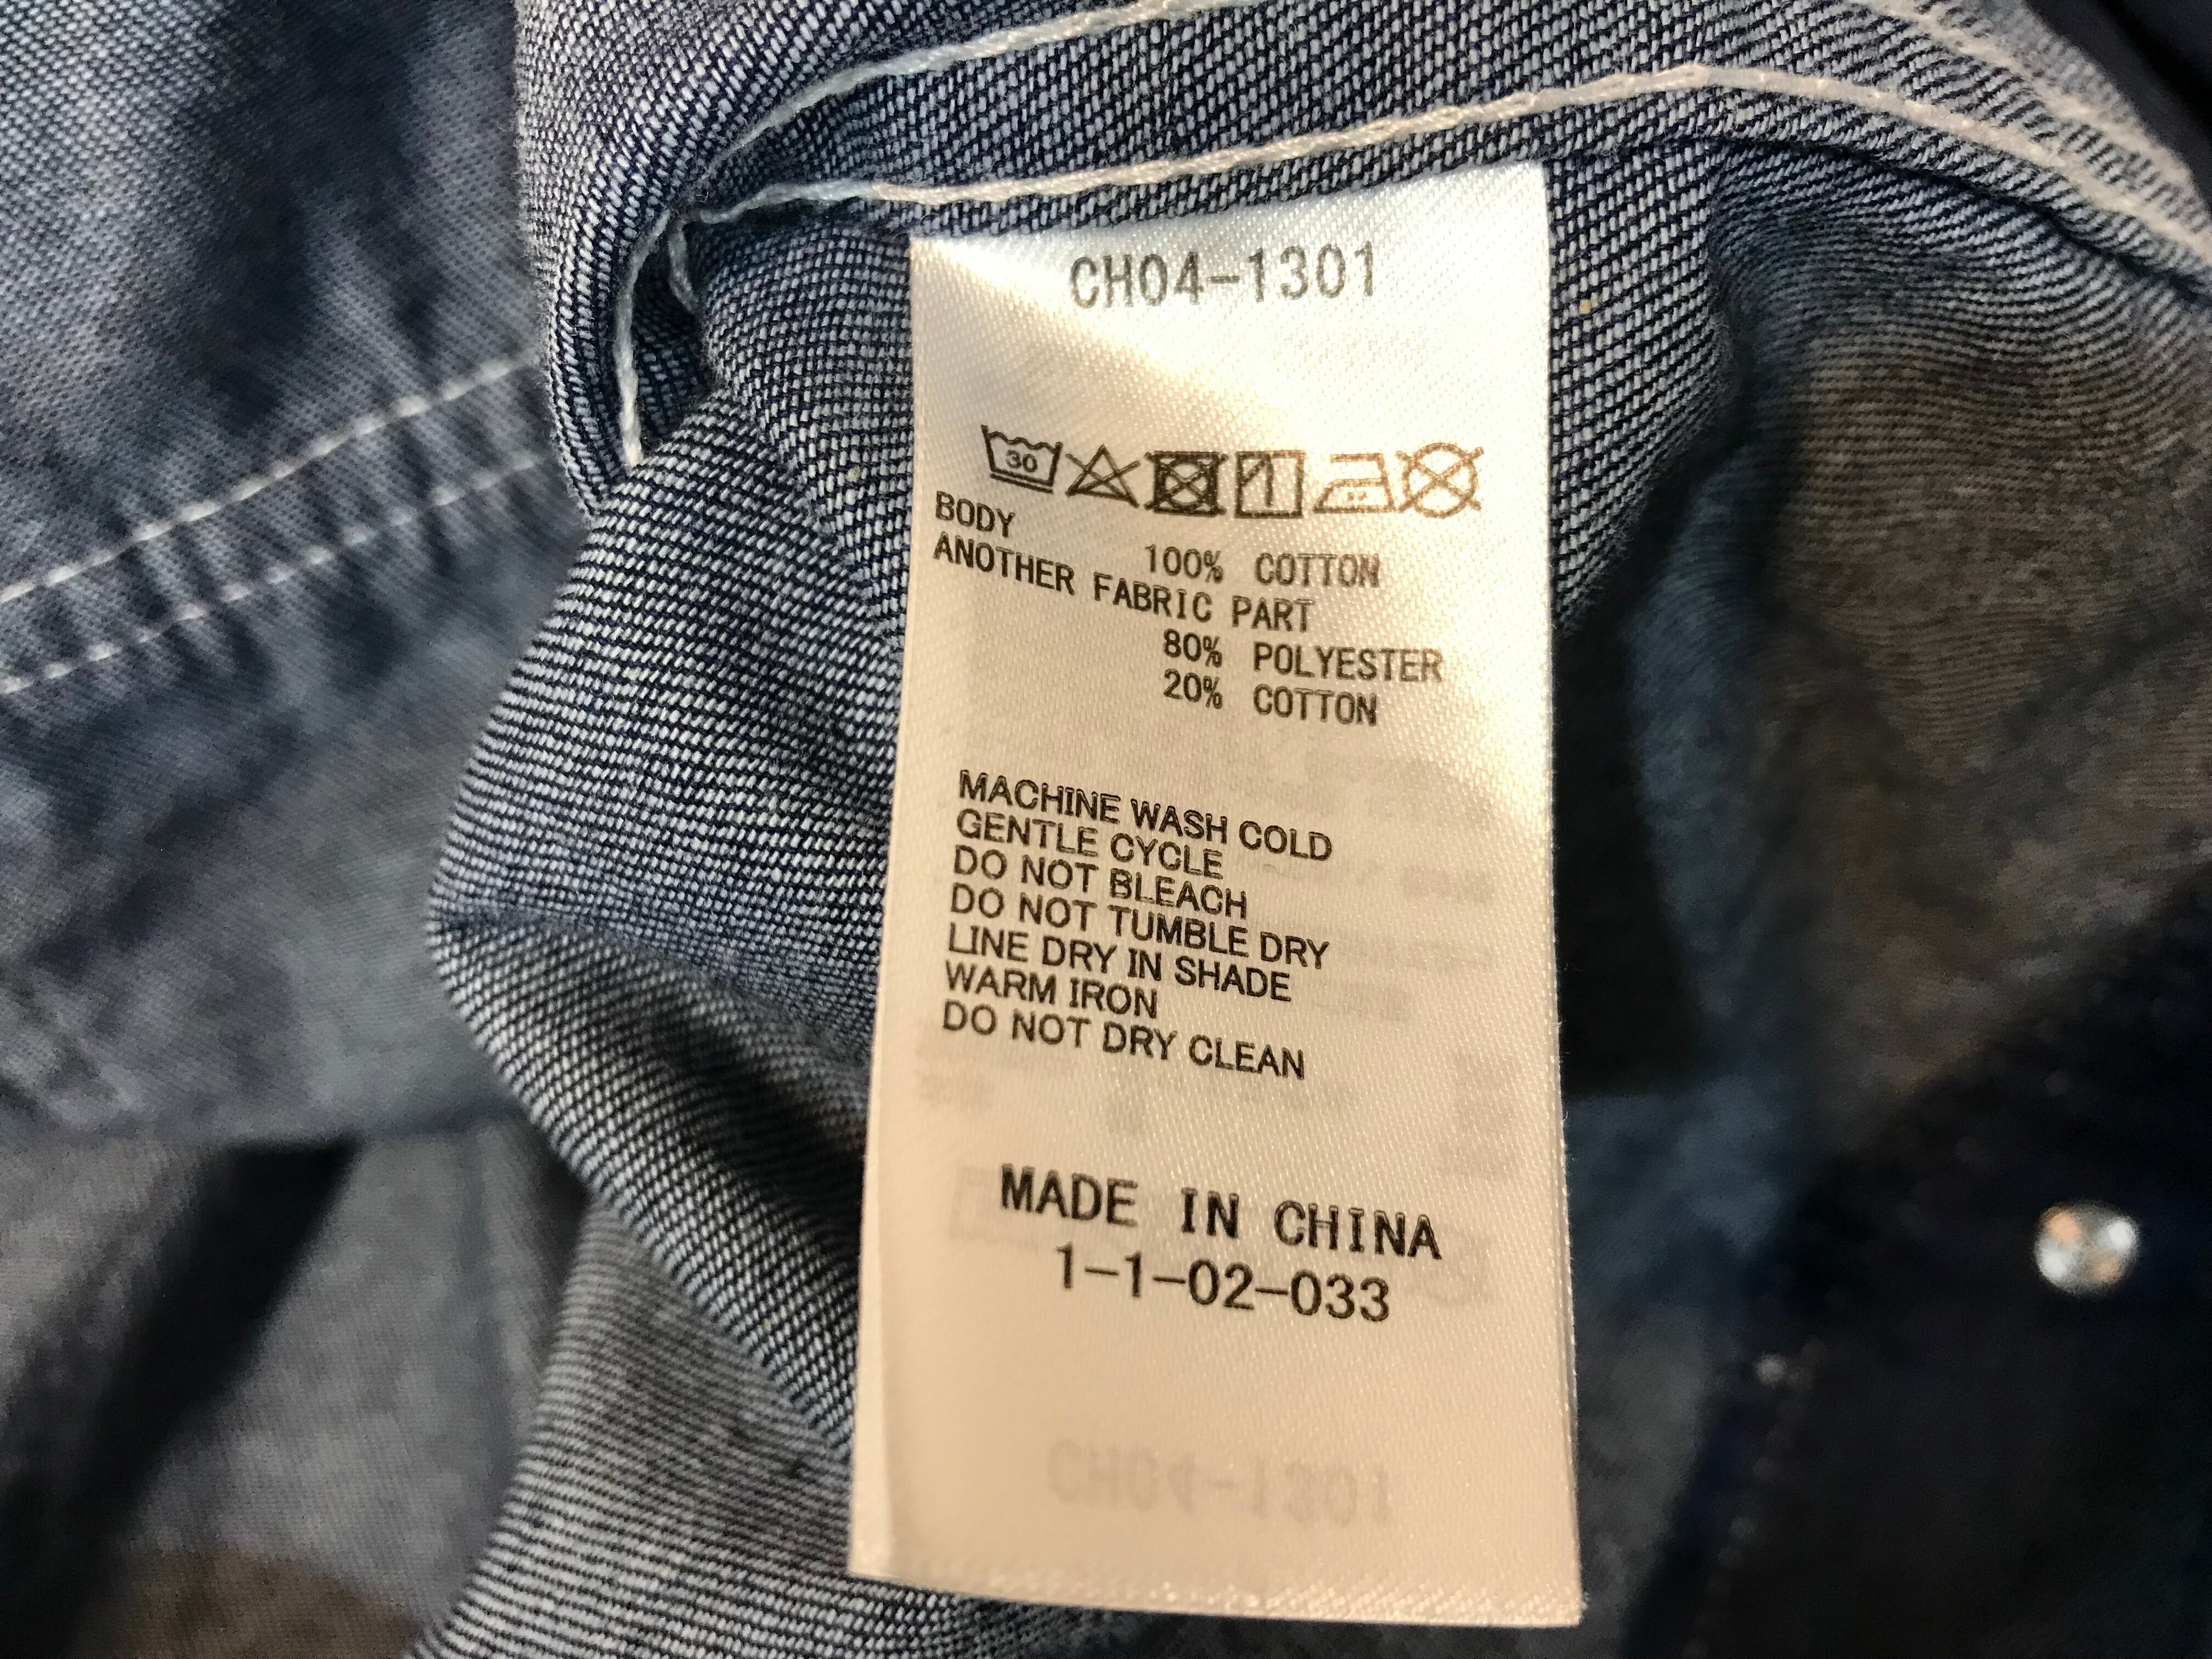 CH04-1301
30
BODY
100% COTTON
ANOTHER FABRIC PART
80% POLYESTER
20% COTTON
MACHINE WASH COLD
GENTLE CYCLE
DO NOT BLEACH
DO NOT TUMBLE DRY
LINE DRY IN SHADE
WARM IRON
DO NOT DRY CLEAN
MADE IN CHINA
1-1-02-033